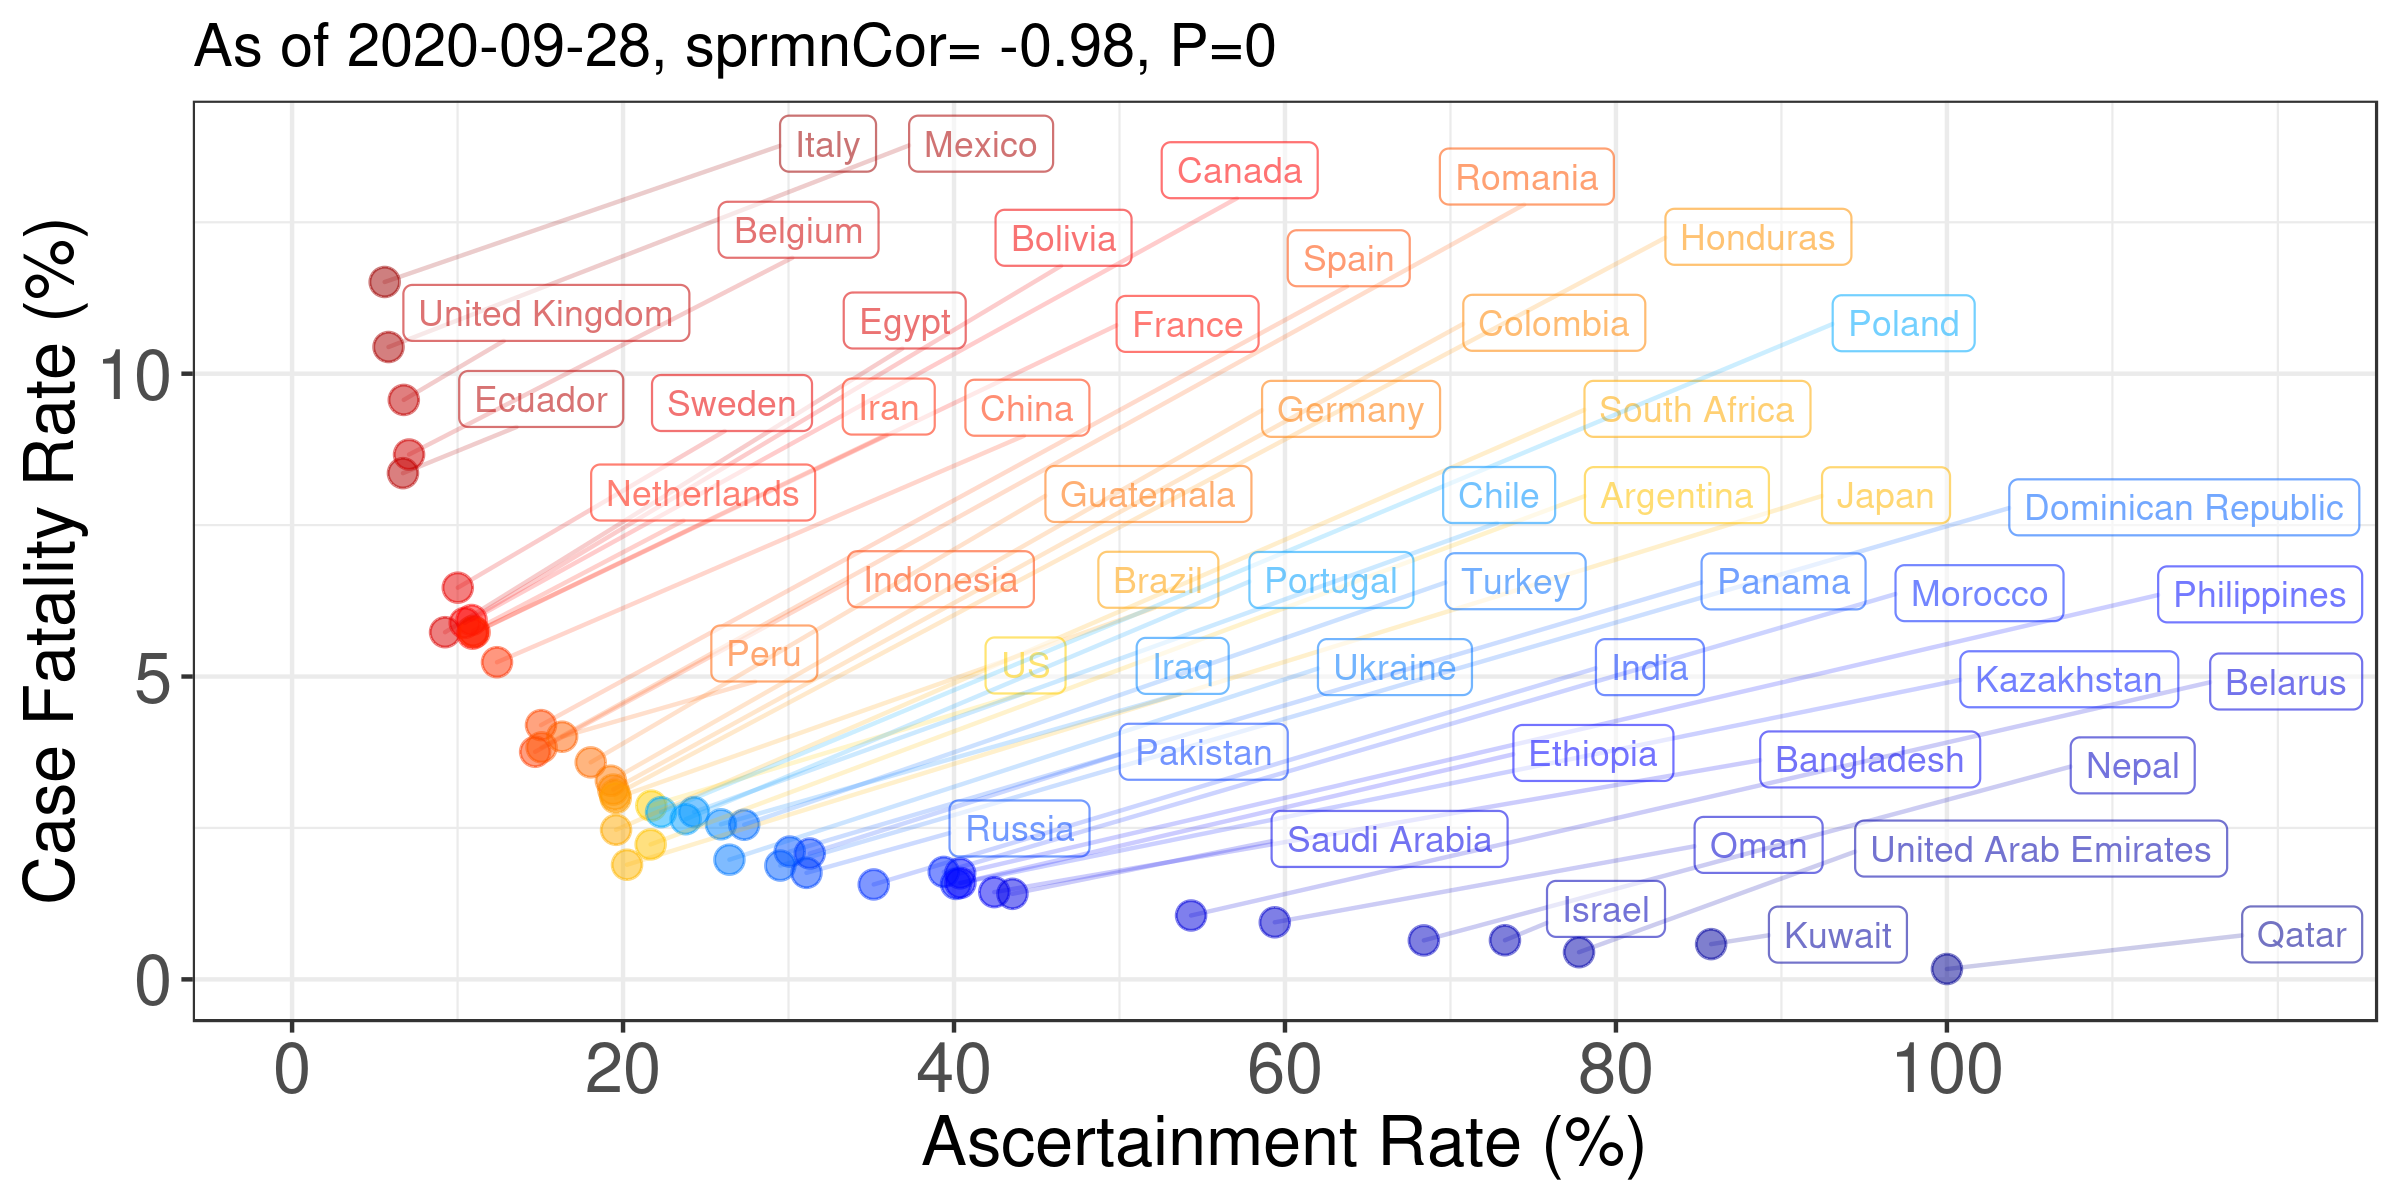 As of 2020-09-28, sprmnCor= -0.98, P=0
Italy
Mexico
Canada
Romania
Belgium
Bolivia
Honduras
Spain
United Kingdom
Egypt
France
Colombia
Poland
Ecuador
Sweden
Iran
China
Germany
South Africa
Netherlands
Guatemala
Chile
Argentina
Japan
Dominican Republic
Indonesia
Brazil
Portugal
Turkey
Panama
Morocco
Philippines
Peru
US
Iraq
Ukraine
India
Kazakhstan
Belarus
Pakistan
Ethiopia
Bangladesh
Nepal
Russia
Saudi Arabia
Oman
United Arab Emirates
Israel
Kuwait
Qatar
Case Fatality Rate (%)
10
5
0
0
20
40
60
80
100
Ascertainment Rate (%)